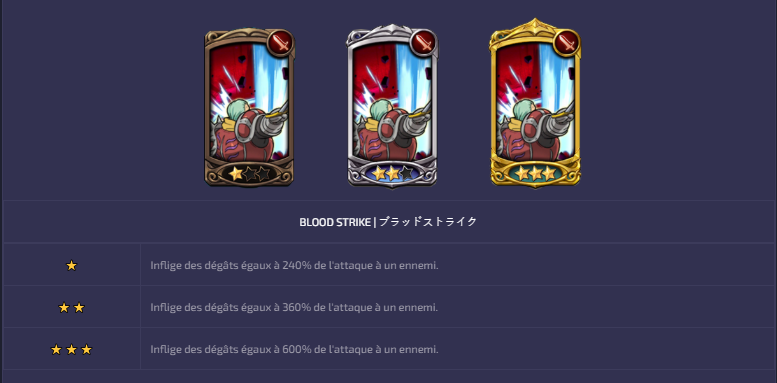 BLOOD STRIKE | ブラッドストライク
Inflige des dégâts égaux à 240% de l'attaque à un ennemi.
Inflige des dégâts égaux à 360% de l'attaque à un ennemi.
Inflige des dégâts égaux à 600% de l'attaque à un ennemi.